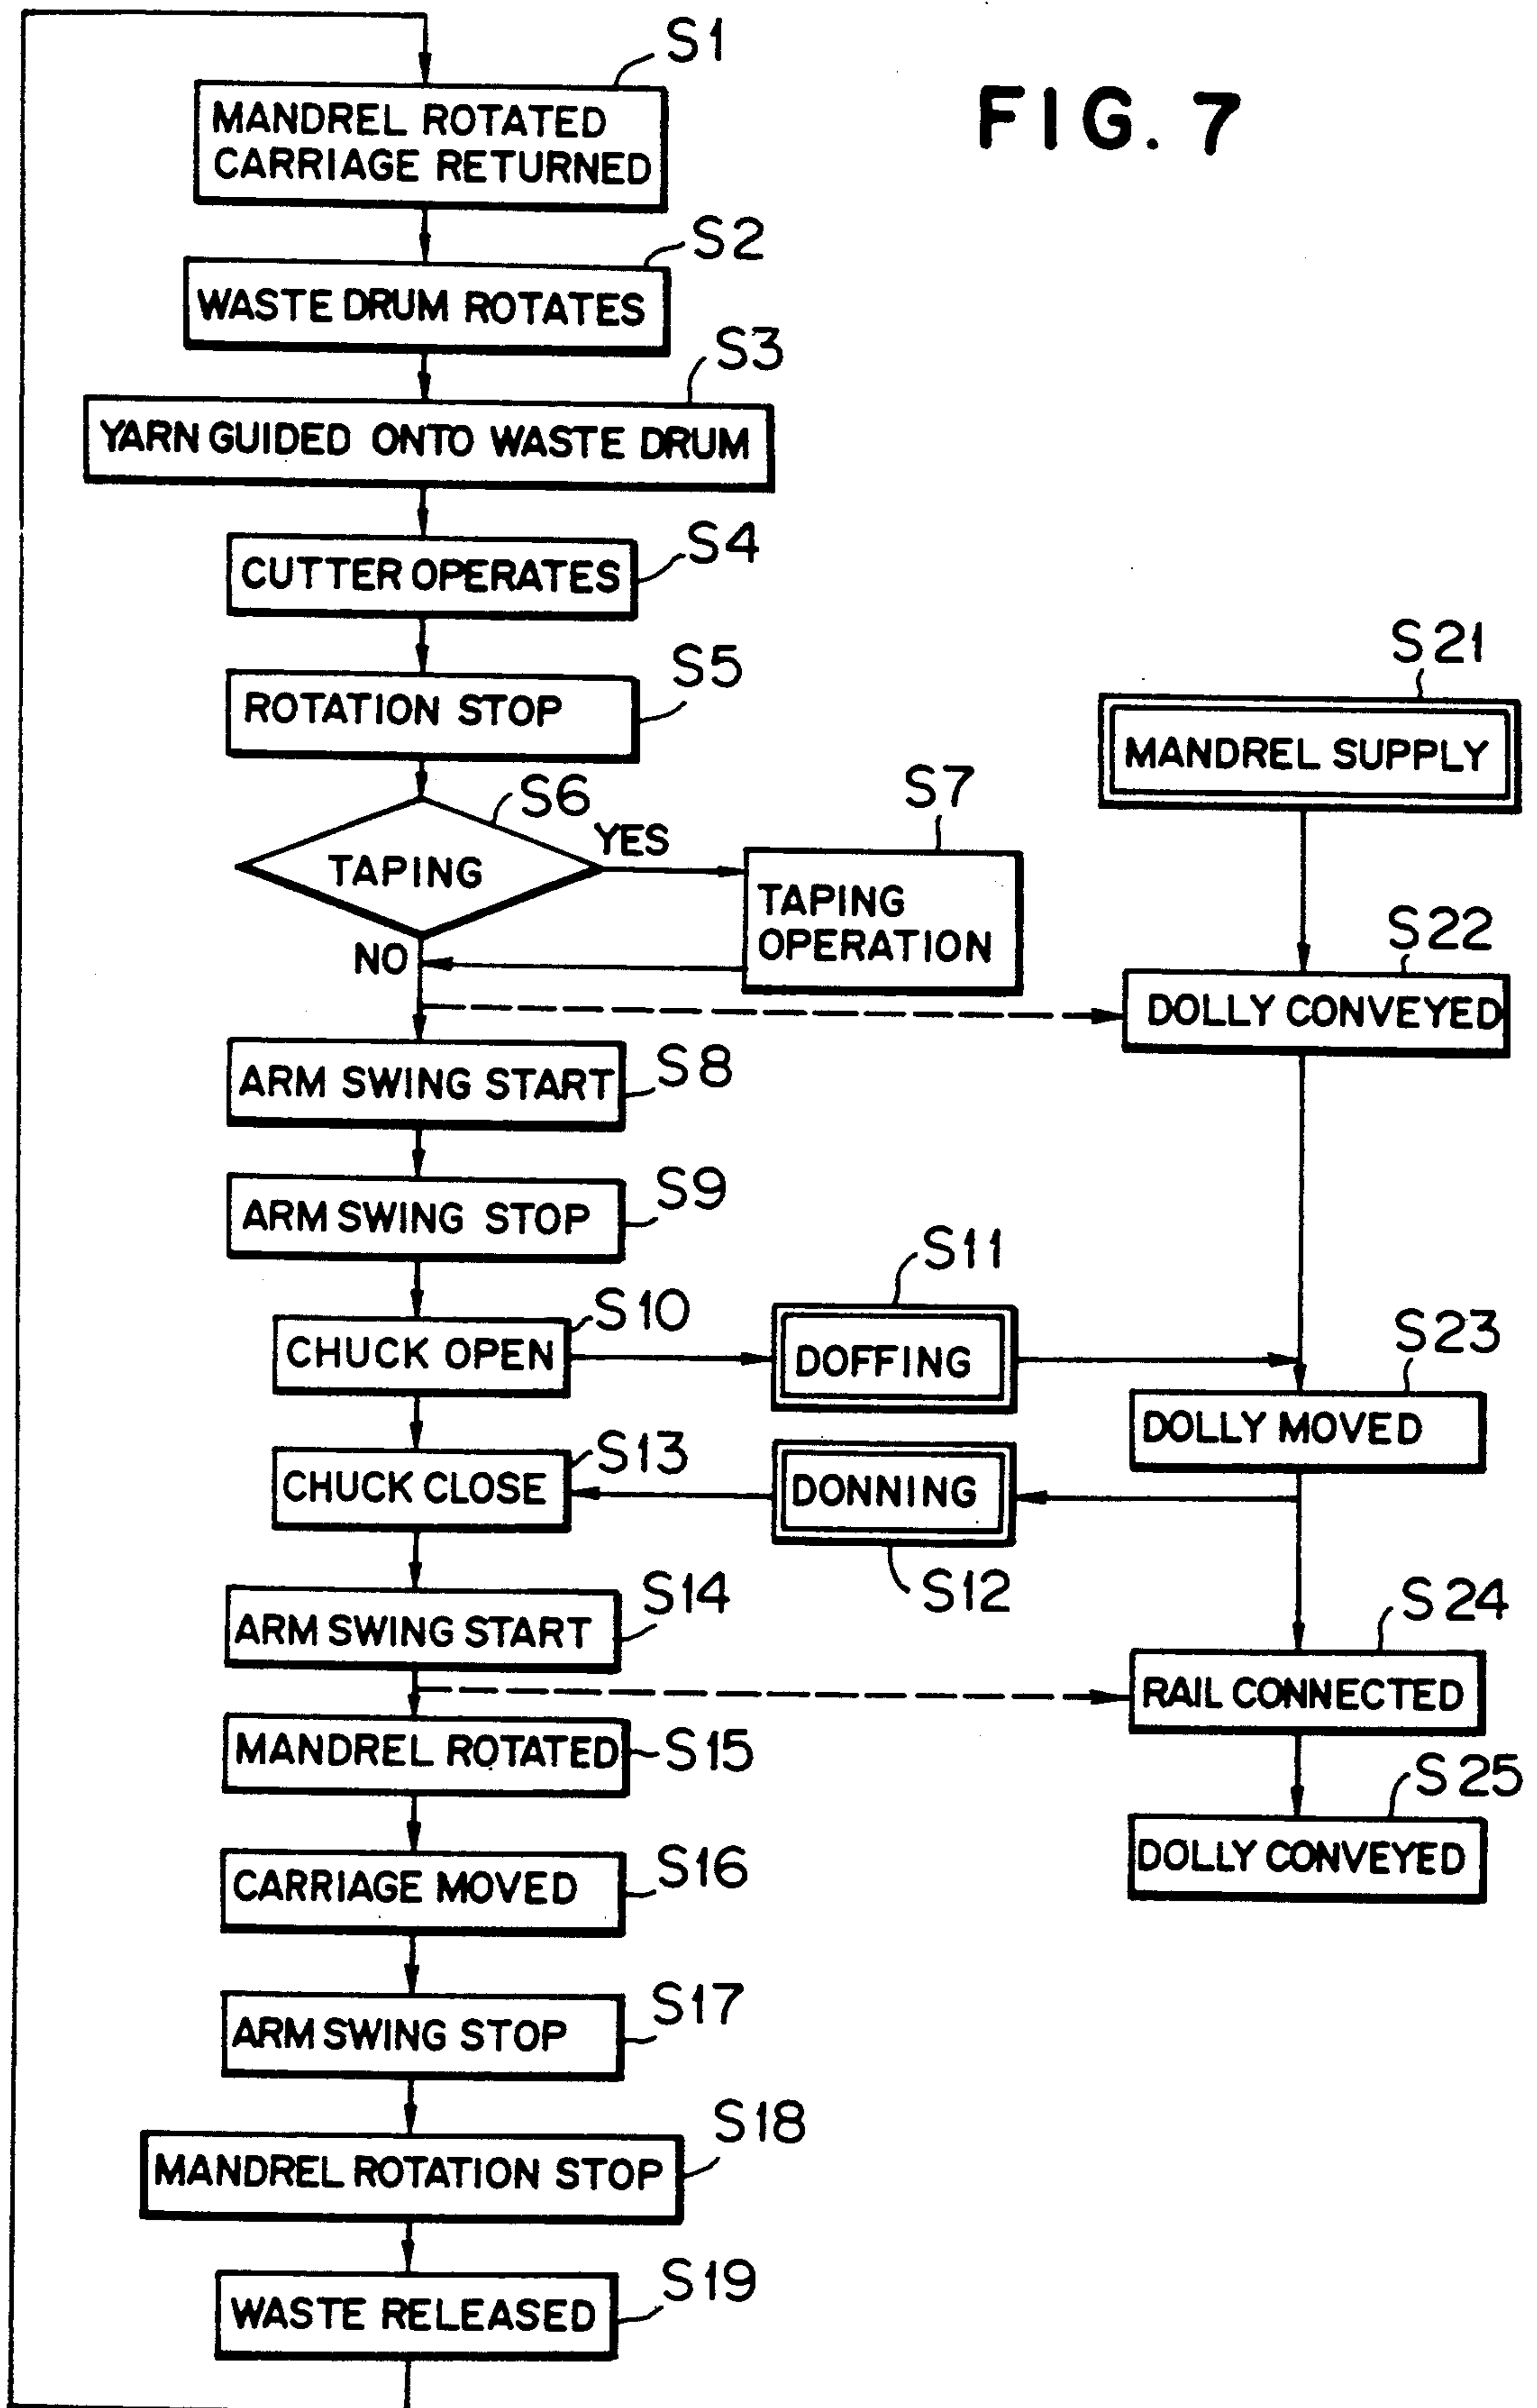 FIG. 7
S1
MANDREL ROTATED
CARRIAGE RETURNED
S2
WASTE DRUM ROTATES
S3
YARN GUIDED ONTO WASTE DRUM
S4
CUTTER OPERATES
S5
ROTATION STOP
S6
TAPING
YES
NO
S7
TAPING
OPERATION
S21
MANDREL SUPPLY
S22
DOLLY CONVEYED
S8
ARM SWING START
S9
ARM SWING STOP
S10
CHUCK OPEN
S11
DOFFING
S23
DOLLY MOVED
S13
CHUCK CLOSE
DONNING
S12
S14
ARM SWING START
S24
RAIL CONNECTED
S15
MANDREL ROTATED
S25
DOLLY CONVEYED
S16
CARRIAGE MOVED
S17
ARM SWING STOP
S18
MANDREL ROTATION STOP
S19
WASTE RELEASED